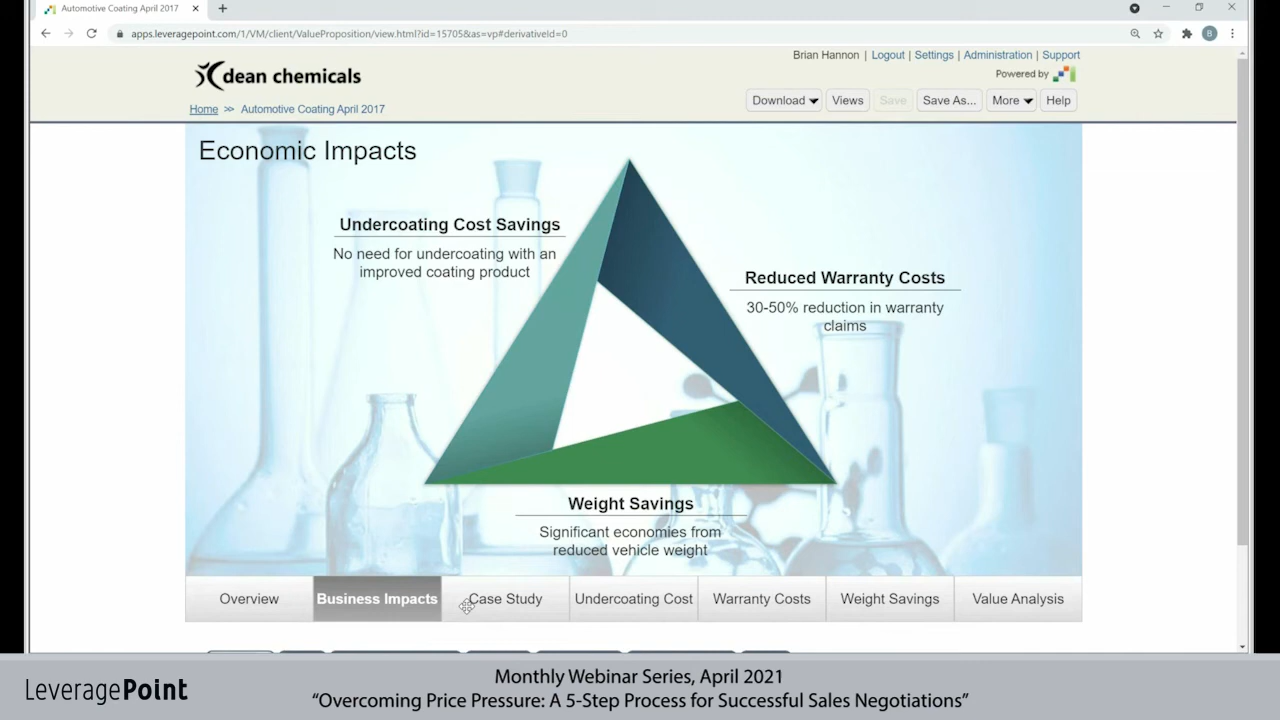 Automotive Coating April 2017
apps.leveragepoint.com/1/VM/client/ValueProposition/view.html?id=15705&as=vp#derivativeId=0
B
Brian Hannon | Logout | Settings | Administration | Support
dean chemicals
Powered by
Home >> Automotive Coating April 2017
Download Views Save Save As... More Help
Economic Impacts
Undercoating Cost Savings
No need for undercoating with an
improved coating product
Reduced Warranty Costs
30-50% reduction in warranty
claims
Weight Savings
Significant economies from
reduced vehicle weight
Overview Business Impacts Case Study Undercoating Cost Warranty Costs Weight Savings Value Analysis
LeveragePoint
Monthly Webinar Series, April 2021
“Overcoming Price Pressure: A 5-Step Process for Successful Sales Negotiations”